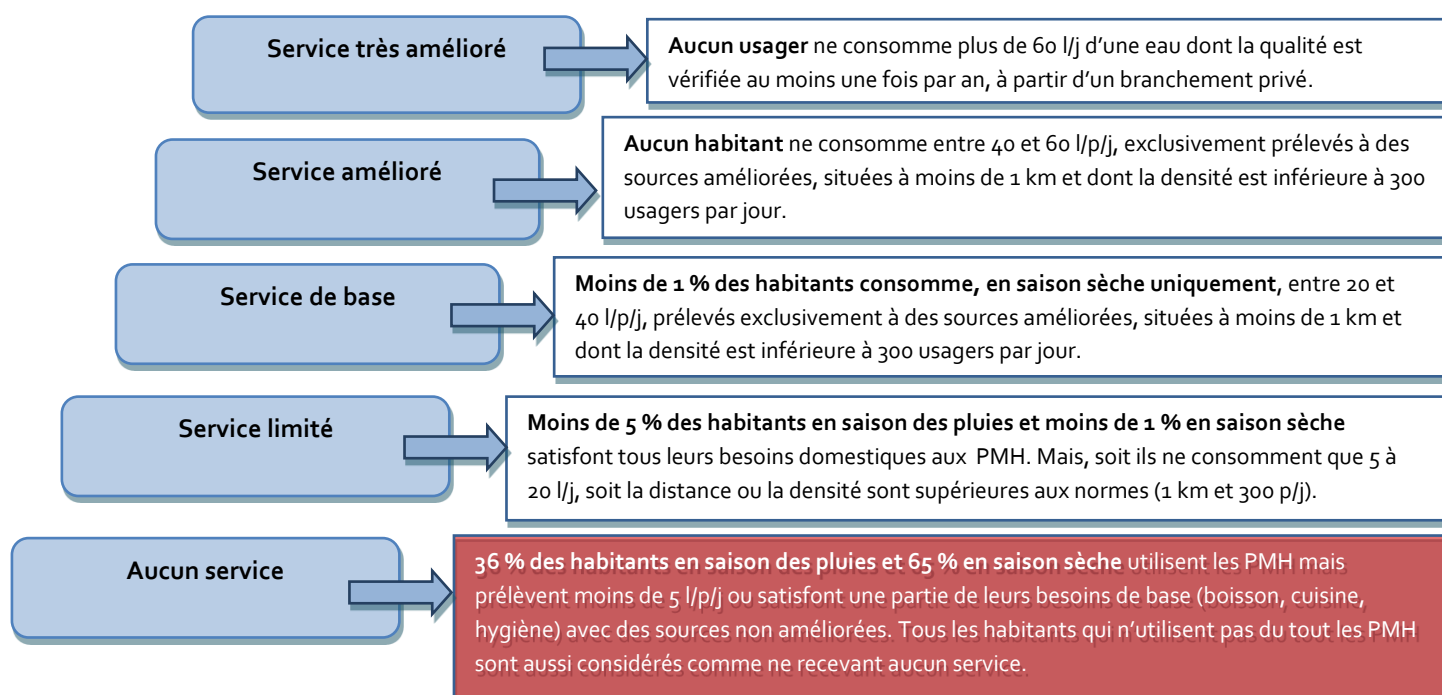 Service très amélioré
Aucun usager ne consomme plus de 60 l/j d'une eau dont la qualité est
vérifiée au moins une fois par an, à partir d'un branchement privé.
Service amélioré
Aucun habitant ne consomme entre 40 et 60 l/p/j, exclusivement prélevés à des
sources améliorées, situées à moins de 1 km et dont la densité est inférieure à 300
usagers par jour.
Service de base
Moins de 1 % des habitants consomme, en saison sèche uniquement, entre 20 et
40 l/p/j, prélevés exclusivement à des sources améliorées, situées à moins de 1 km et
dont la densité est inférieure à 300 usagers par jour.
Service limité
Moins de 5 % des habitants en saison des pluies et moins de 1 % en saison sèche
satisfont tous leurs besoins domestiques aux PMH. Mais, soit ils ne consomment que 5 à
20 l/j, soit la distance ou la densité sont supérieures aux normes (1 km et 300 p/j).
Aucun service
36 % des habitants en saison des pluies et 65 % en saison sèche utilisent les PMH mais
prélèvent moins de 5 l/p/j ou satisfont une partie de leurs besoins de base (boisson, cuisine,
hygiène) avec des sources non améliorées. Tous les habitants qui n'utilisent pas du tout les PMH
sont aussi considérés comme ne recevant aucun service.